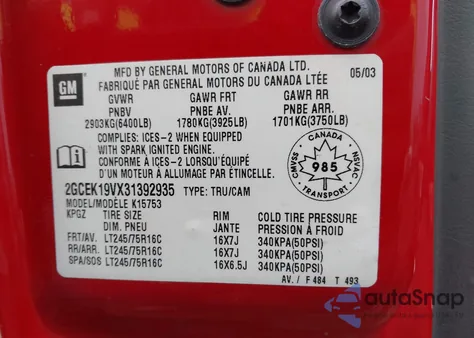 GM
MFD BY GENERAL MOTORS OF CANADA LTD.
FABRIQUÉ PAR GENERAL MOTORS DU CANADA LTÉE
05/03
GVWR GAWR FRT GAWR RR
PNBV PNBE AV. PNBE ARR.
2903KG(6400LB) 1780KG(3925LB) 1701KG(3750LB)
COMPLIES: ICES-2 WHEN EQUIPPED
WITH SPARK IGNITED ENGINE.
CONFORME À ICES-2 LORSQU'ÉQUIPÉ
D'UN MOTEUR À ALLUMAGE PAR ÉTINCELLE.
CANADA
CMVSS
985
NSVAC
TRANSPORT
2GCEK19VX31392935 TYPE: TRU/CAM
MODEL/MODÈLE K15753
KPGZ TIRE SIZE RIM COLD TIRE PRESSURE
DIM. PNEU JANTE PRESSION À FROID
FRT/AV. LT245/75R16C 16X7J 340KPA(50PSI)
RR/ARR. LT245/75R16C 16X7J 340KPA(50PSI)
SPA/SOS LT245/75R16C 16X6.5J 340KPA(50PSI)
AV. / F 484 T 493
autoSnap